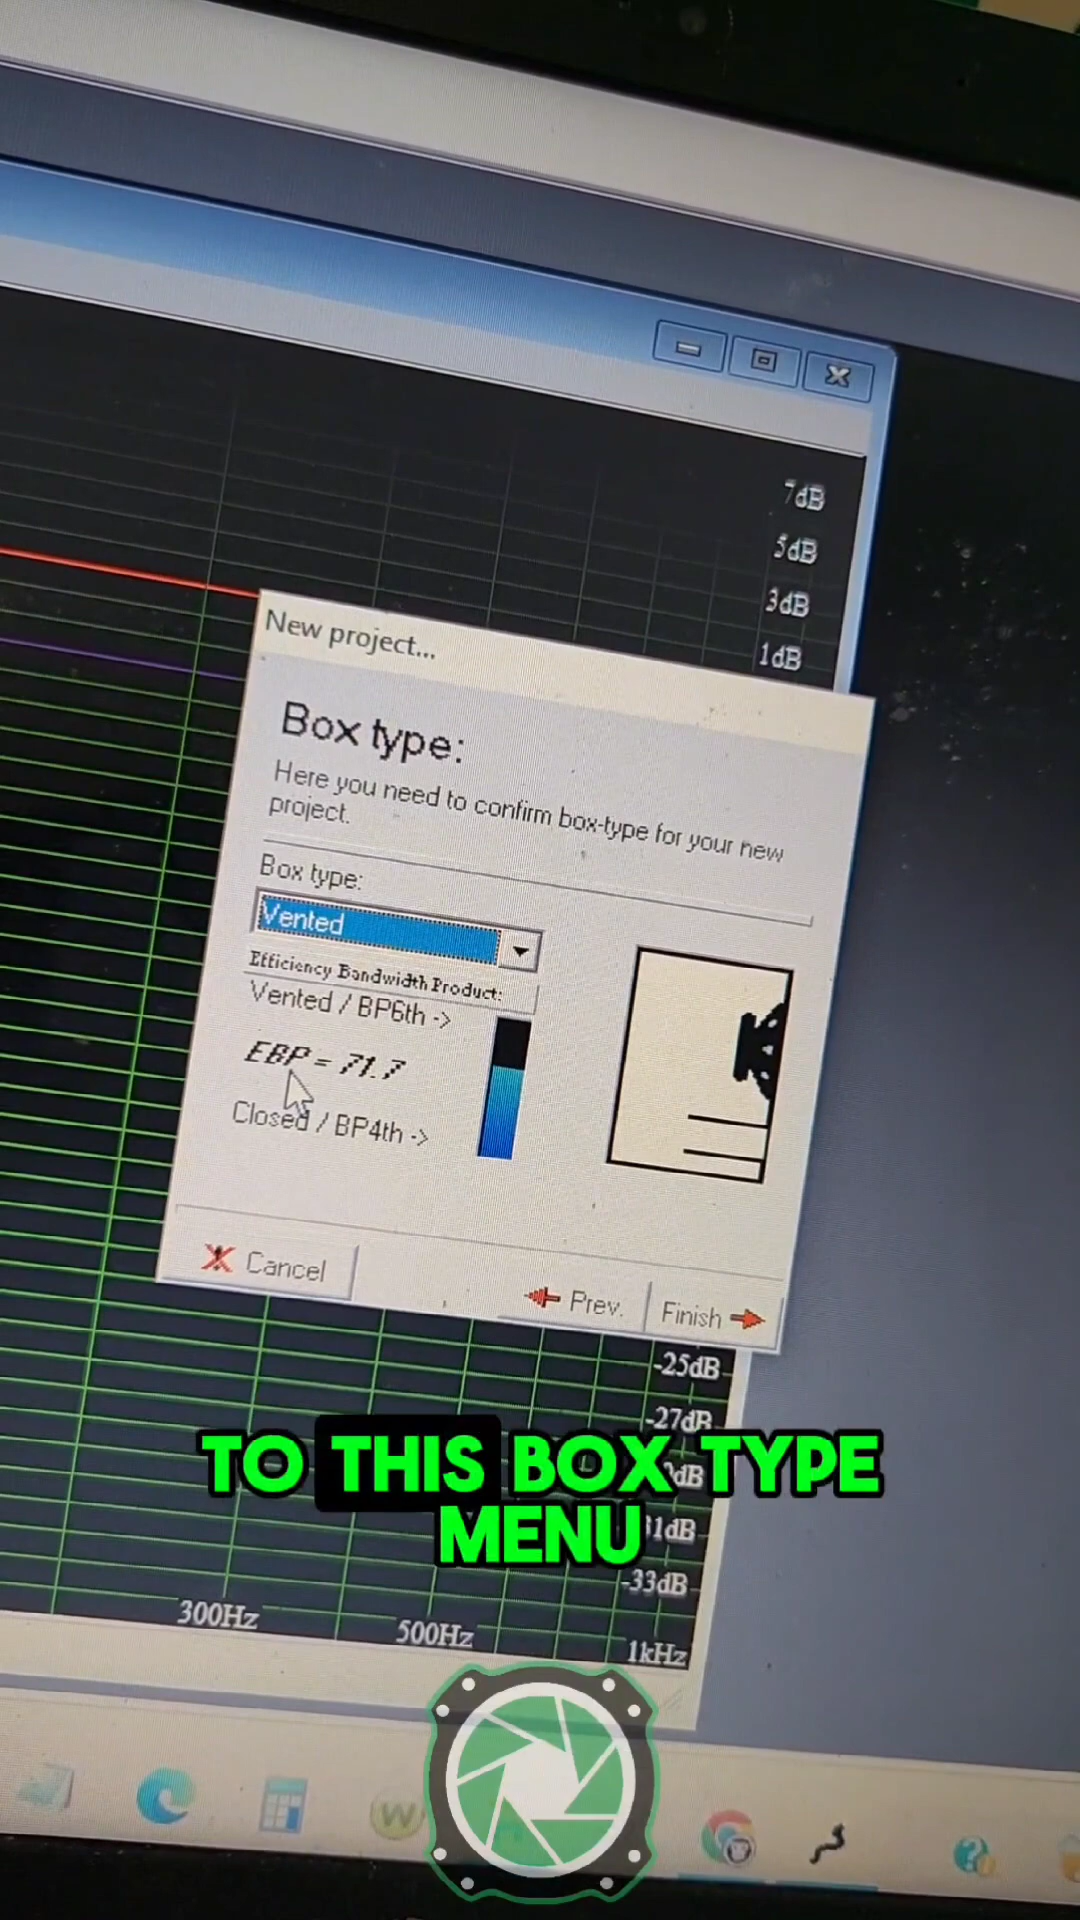 7dB
5dB
3dB
1dB
New project...
Box type:
Here you need to confirm box-type for your new
project.
Box type:
Vented
Efficiency Bandwidth Product:
Vented / BP6th ->
EBP = 71.7
Closed / BP4th ->
Cancel
Prev.
Finish
-25dB
-27dB
TO THIS BOX TYPE
MENU
-33dB
300Hz
500Hz
1kHz